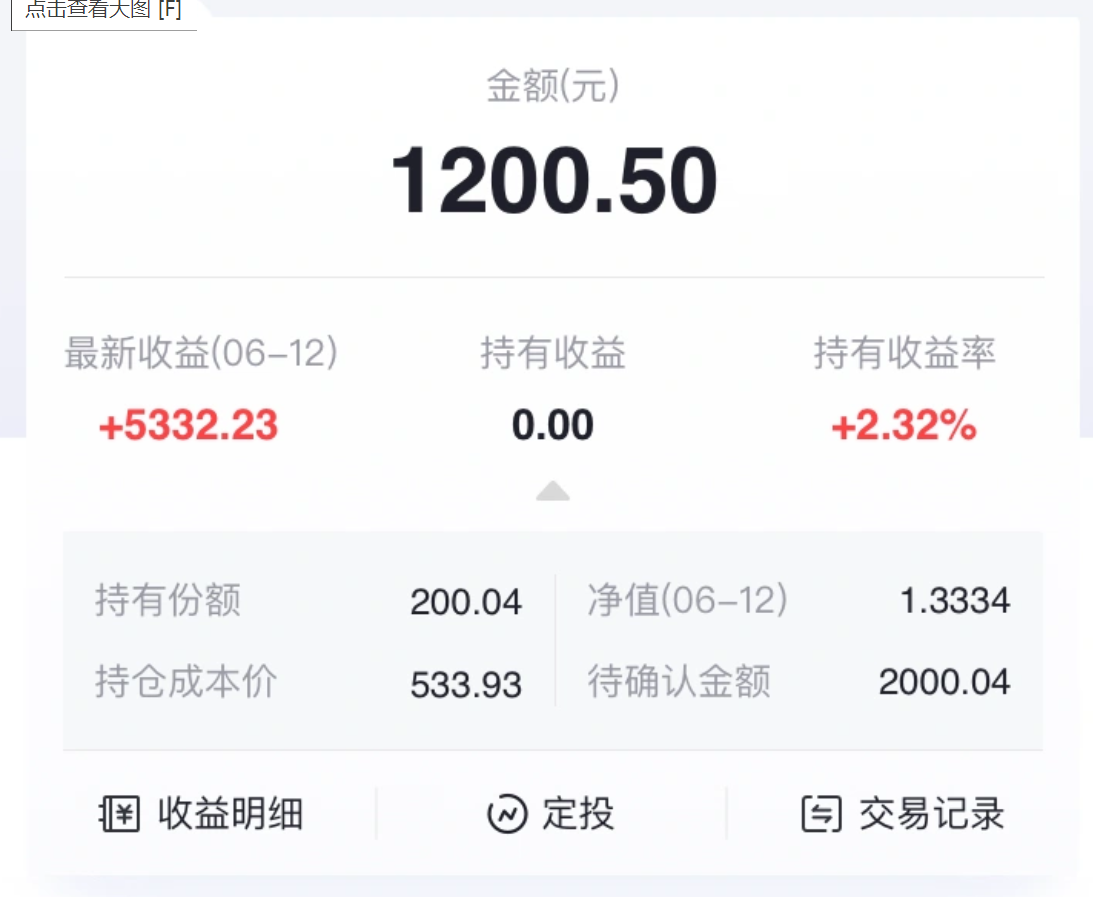 点击查看大图 [F]
金额(元)
1200.50
最新收益(06-12) 持有收益 持有收益率
+5332.23 0.00 +2.32%
持有份额 200.04 净值(06-12) 1.3334
持仓成本价 533.93 待确认金额 2000.04
收益明细 定投 交易记录